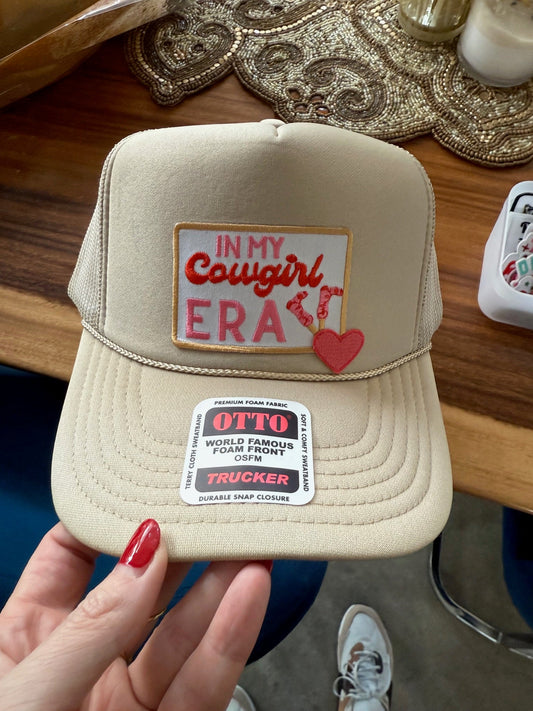 IN MY
Cowgirl
ERA
PREMIUM FOAM FABRIC
TERRY CLOTH SWEATBAND
SOFT & COMFY SWEATBAND
OTTO
WORLD FAMOUS
FOAM FRONT
OSFM
TRUCKER
DURABLE SNAP CLOSURE